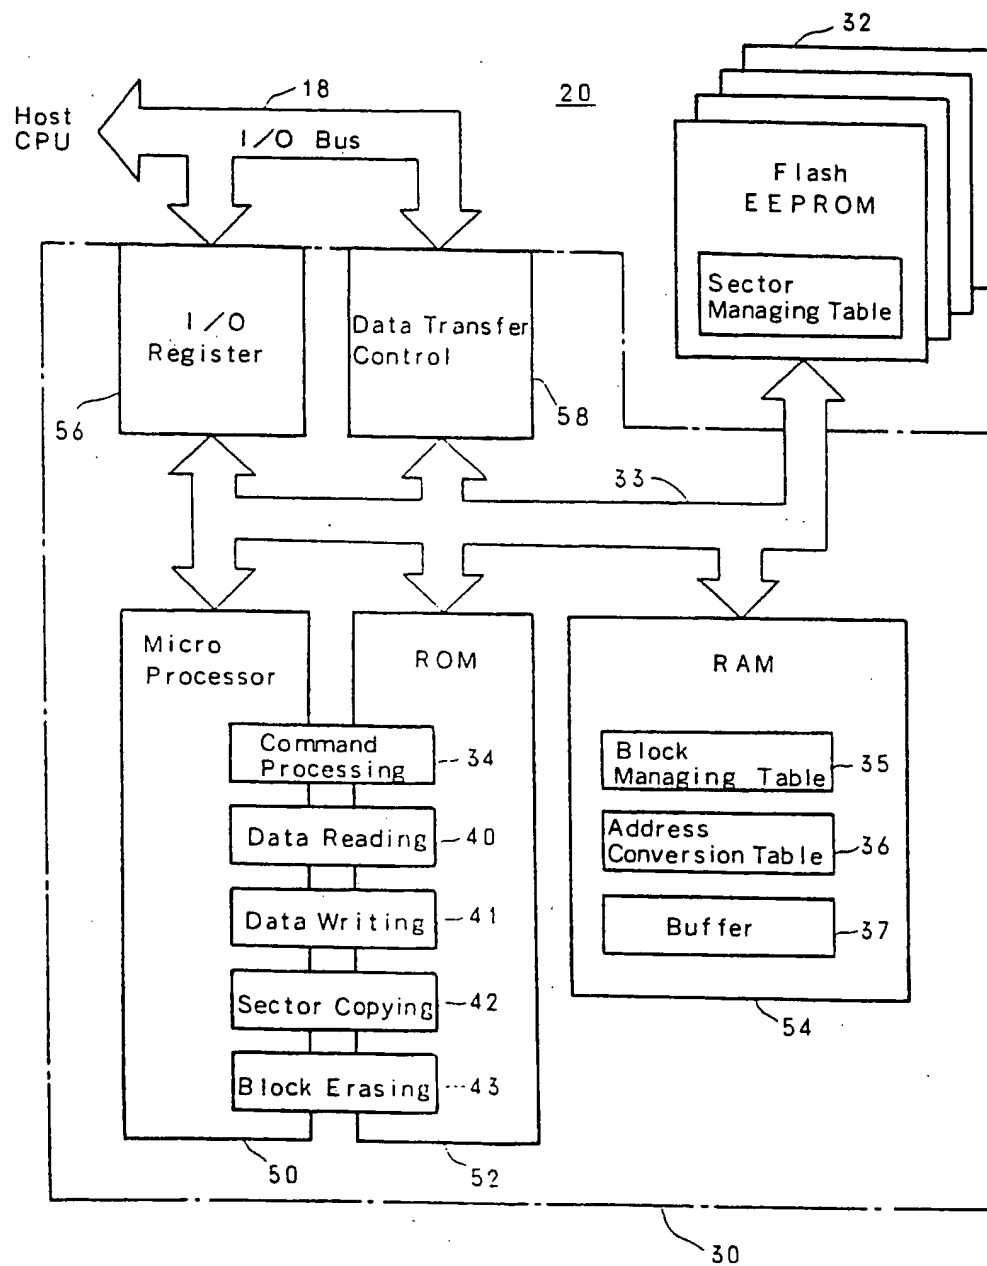 32
18
20
Host
CPU
I/O Bus
Flash
EEPROM
Sector
Managing Table
I/O
Register
Data Transfer
Control
56
58
33
Micro
Processor
ROM
RAM
Command
Processing
34
Block
Managing Table
35
Data Reading
40
Address
Conversion Table
36
Data Writing
41
Buffer
37
Sector Copying
42
54
Block Erasing
43
50
52
30